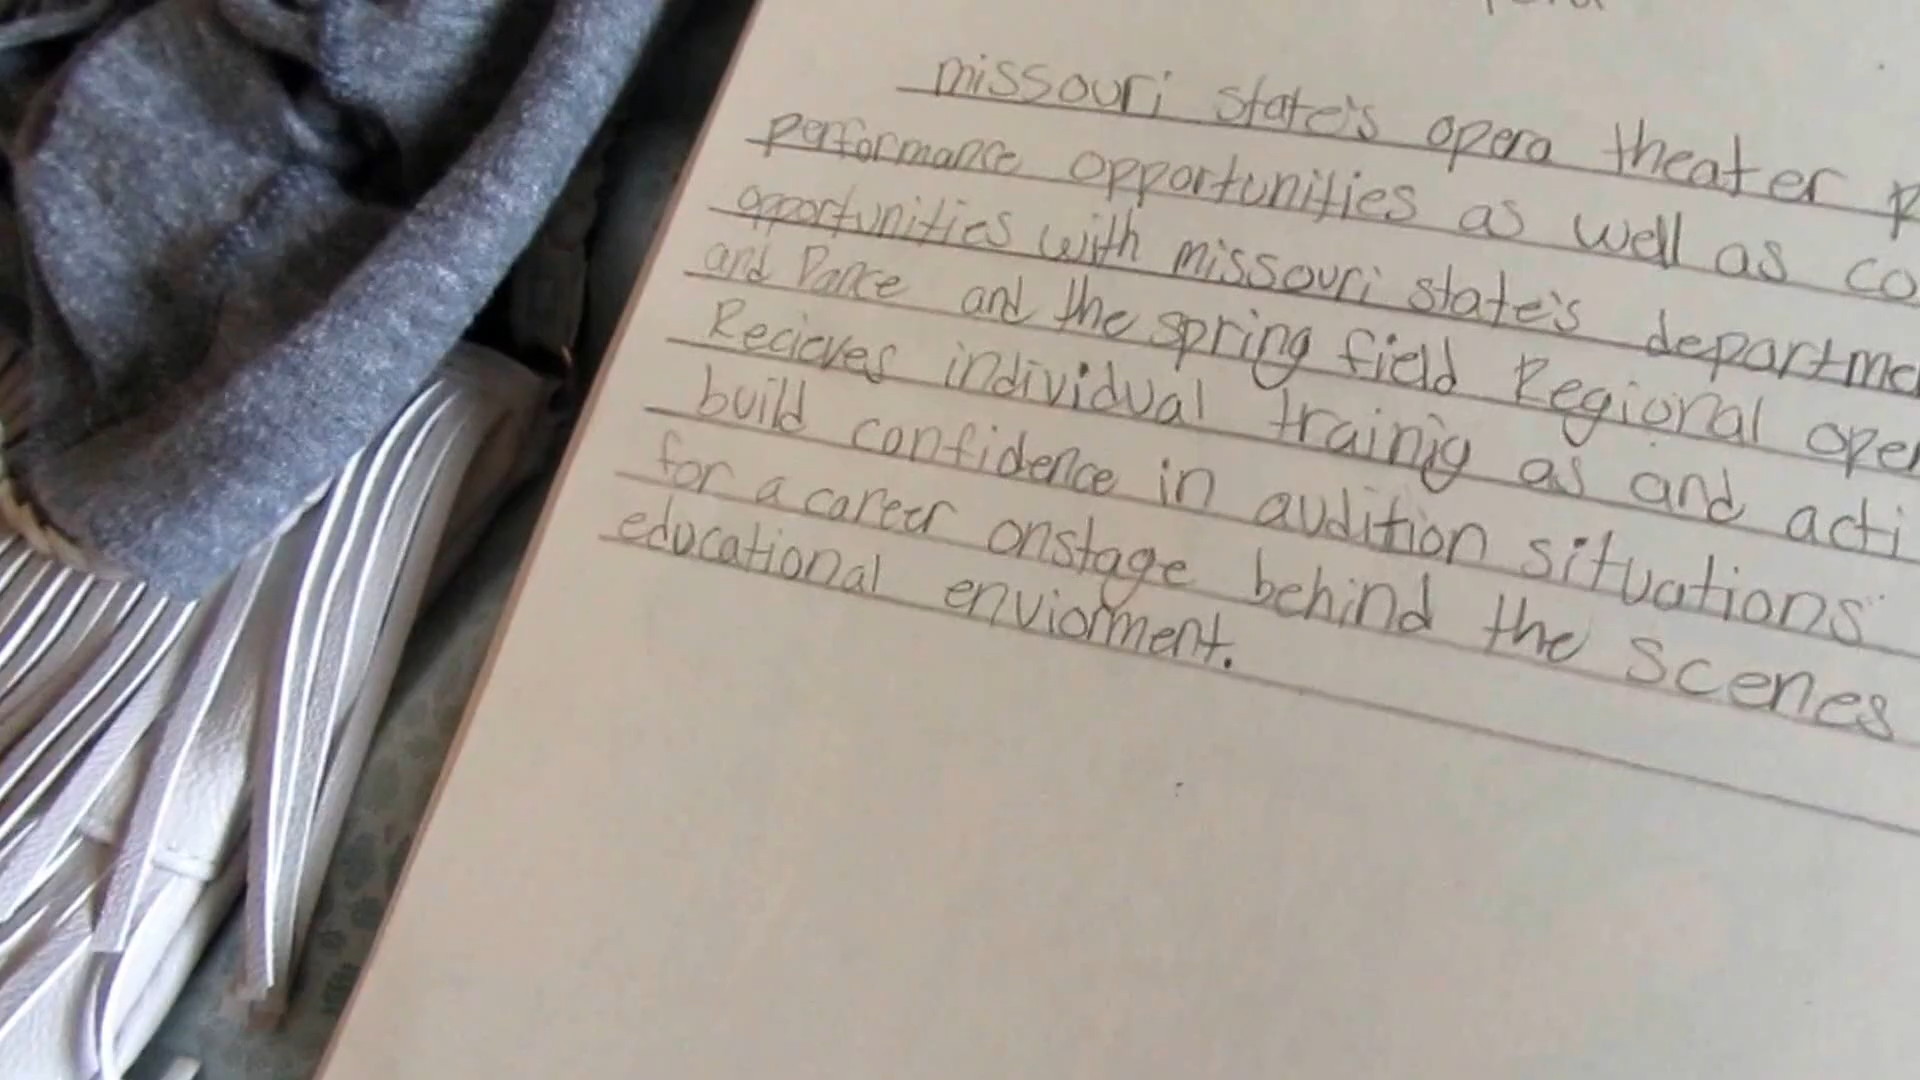 missouri state's opera theater
performance opportunities as well as co
opportunities with missouri state's departme
and Dance and the spring field Regional oper
Recieves individual trainig as and acti
build confidence in audition situations
for a career onstage behind the scenes
educational enviorment.